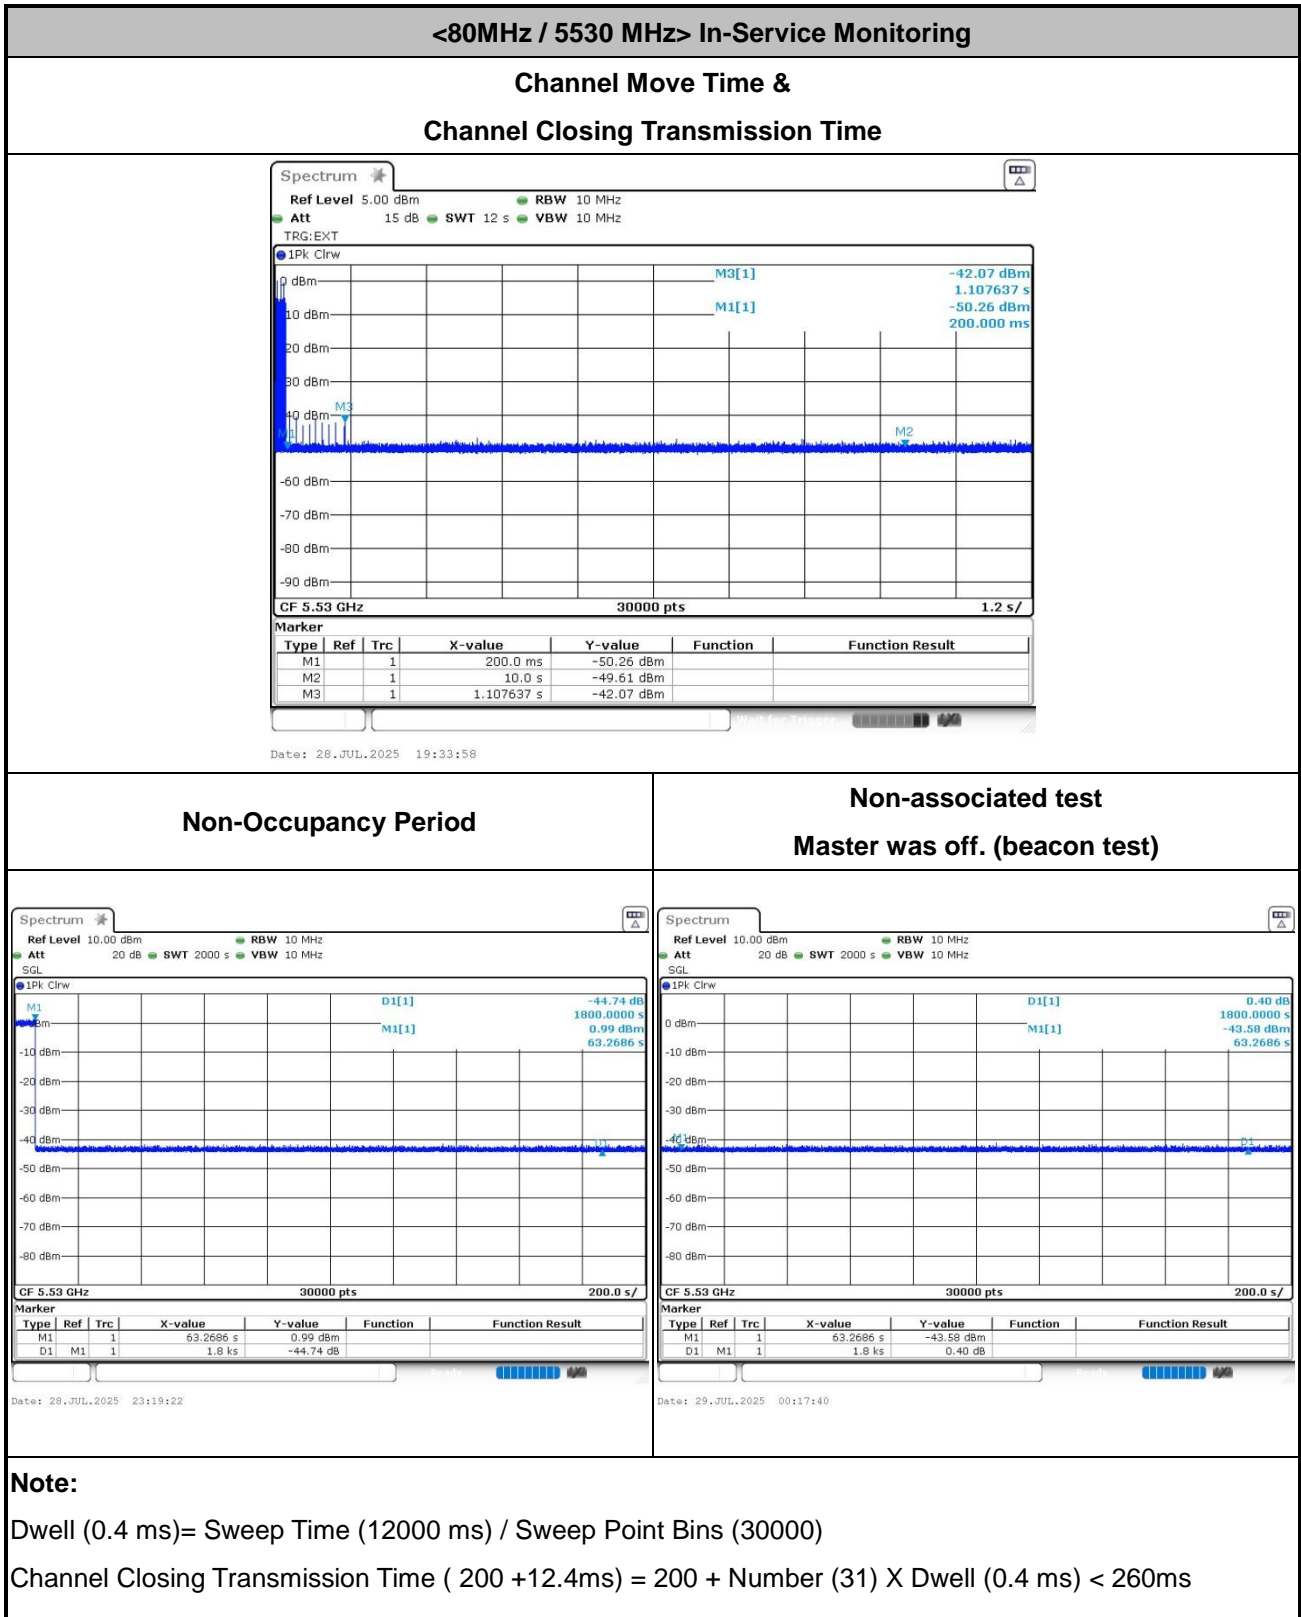 <80MHz / 5530 MHz> In-Service Monitoring
Channel Move Time &
Channel Closing Transmission Time
Spectrum
Ref Level 5.00 dBm RBW 10 MHz
Att 15 dB SWT 12 s VBW 10 MHz
TRG:EXT
1Pk Clrw
M3[1] -42.07 dBm
1.107637 s
M1[1] -50.26 dBm
200.000 ms
0 dBm
10 dBm
20 dBm
30 dBm
40 dBm
M3
M1
M2
-60 dBm
-70 dBm
-80 dBm
-90 dBm
CF 5.53 GHz 30000 pts 1.2 s/
Marker
Type Ref Trc X-value Y-value Function Function Result
M1 1 200.0 ms -50.26 dBm
M2 1 10.0 s -49.61 dBm
M3 1 1.107637 s -42.07 dBm
Wait for Trigger
Date: 28.JUL.2025 19:33:58
Non-Occupancy Period
Non-associated test
Master was off. (beacon test)
Spectrum
Ref Level 10.00 dBm RBW 10 MHz
Att 20 dB SWT 2000 s VBW 10 MHz
SGL
1Pk Clrw
D1[1] -44.74 dB
1800.0000 s
M1[1] 0.99 dBm
63.2686 s
M1
-10 dBm
-20 dBm
-30 dBm
-40 dBm
D1
-50 dBm
-60 dBm
-70 dBm
-80 dBm
CF 5.53 GHz 30000 pts 200.0 s/
Marker
Type Ref Trc X-value Y-value Function Function Result
M1 1 63.2686 s 0.99 dBm
D1 M1 1 1.8 ks -44.74 dB
Date: 28.JUL.2025 23:19:22
Spectrum
Ref Level 10.00 dBm RBW 10 MHz
Att 20 dB SWT 2000 s VBW 10 MHz
SGL
1Pk Clrw
D1[1] 0.40 dB
1800.0000 s
M1[1] -43.58 dBm
63.2686 s
0 dBm
-10 dBm
-20 dBm
-30 dBm
-40 dBm
M1
D1
-50 dBm
-60 dBm
-70 dBm
-80 dBm
CF 5.53 GHz 30000 pts 200.0 s/
Marker
Type Ref Trc X-value Y-value Function Function Result
M1 1 63.2686 s -43.58 dBm
D1 M1 1 1.8 ks 0.40 dB
Date: 29.JUL.2025 00:17:40
Note:
Dwell (0.4 ms)= Sweep Time (12000 ms) / Sweep Point Bins (30000)
Channel Closing Transmission Time ( 200 +12.4ms) = 200 + Number (31) X Dwell (0.4 ms) < 260ms